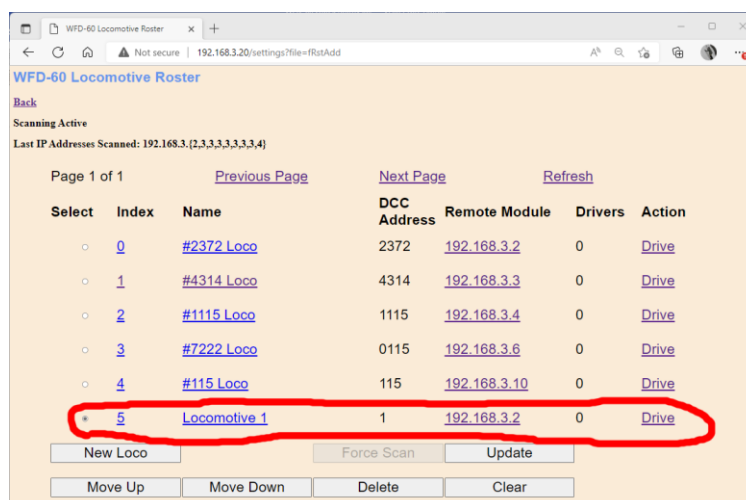 WFD-60 Locomotive Roster
Not secure | 192.168.3.20/settings?file=fRstAdd
WFD-60 Locomotive Roster
Back
Scanning Active
Last IP Addresses Scanned: 192.168.3.{2,3,3,3,3,3,3,3,4}
Page 1 of 1 Previous Page Next Page Refresh
Select Index Name DCC Address Remote Module Drivers Action
0 #2372 Loco 2372 192.168.3.2 0 Drive
1 #4314 Loco 4314 192.168.3.3 0 Drive
2 #1115 Loco 1115 192.168.3.4 0 Drive
3 #7222 Loco 0115 192.168.3.6 0 Drive
4 #115 Loco 115 192.168.3.10 0 Drive
5 Locomotive 1 1 192.168.3.2 0 Drive
New Loco Force Scan Update
Move Up Move Down Delete Clear